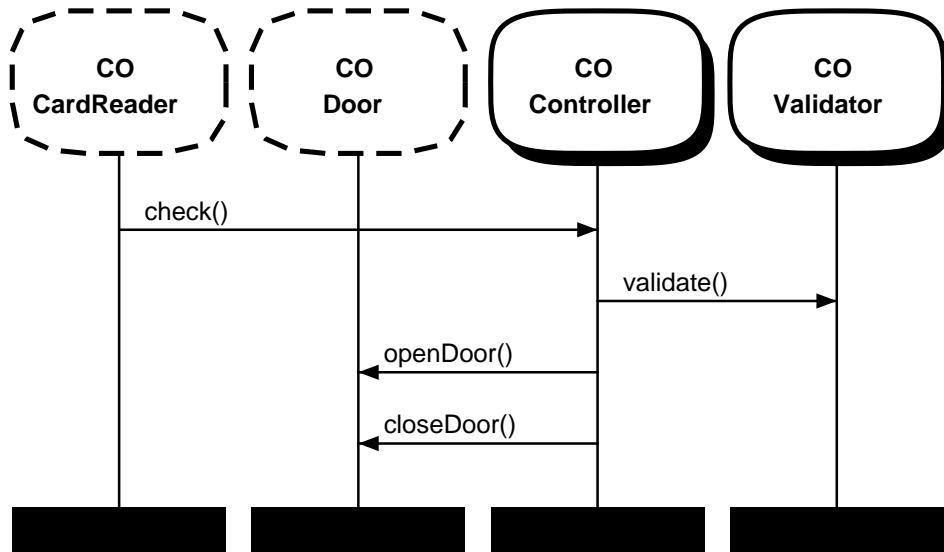 CO
CardReader
CO
Door
CO
Controller
CO
Validator
check()
validate()
openDoor()
closeDoor()